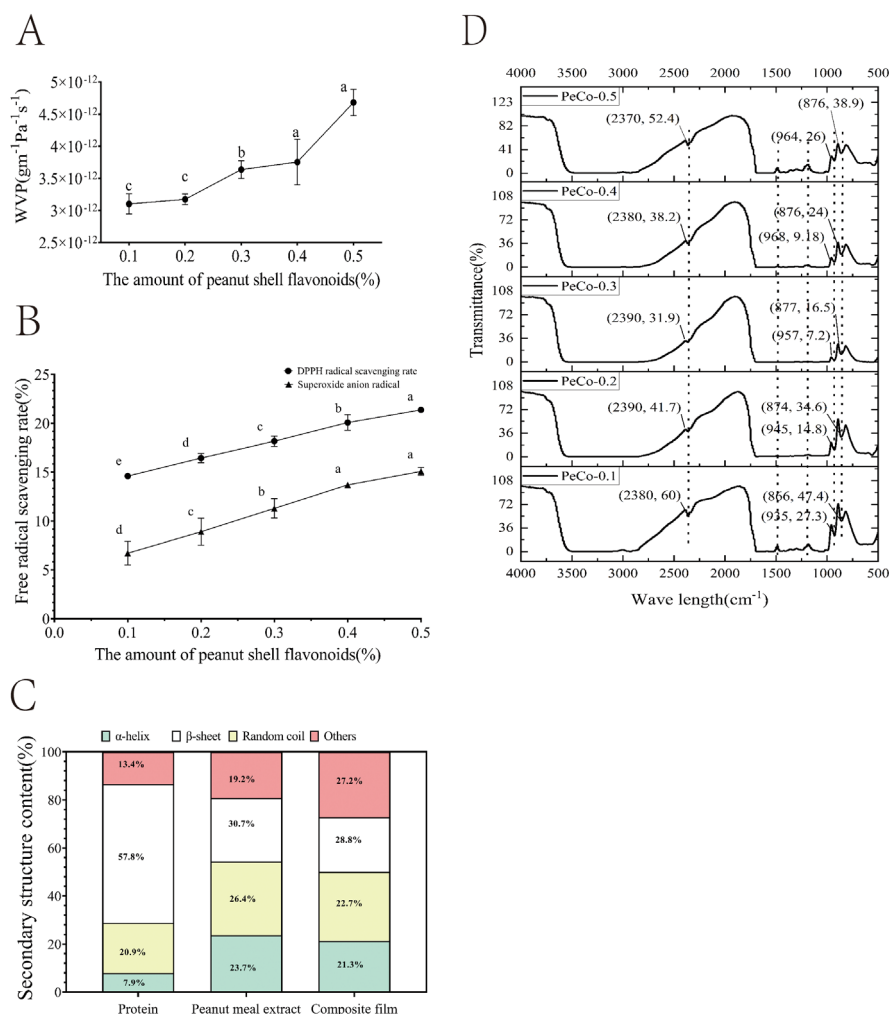 A
WVP(gm⁻¹Pa⁻¹s⁻¹)
5×10⁻¹²
4.5×10⁻¹²
4×10⁻¹²
3.5×10⁻¹²
3×10⁻¹²
2.5×10⁻¹²
c
c
b
a
a
0.1 0.2 0.3 0.4 0.5
The amount of peanut shell flavonoids(%)
B
Free radical scavenging rate(%)
DPPH radical scavenging rate
Superoxide anion radical
25
20
15
10
5
0
e d c b a
d c b a a
0.0 0.1 0.2 0.3 0.4 0.5
The amount of peanut shell flavonoids(%)
C
α-helix β-sheet Random coil Others
Secondary structure content(%)
100
80
60
40
20
0
13.4% 19.2% 27.2%
57.8% 30.7% 28.8%
20.9% 26.4% 22.7%
7.9% 23.7% 21.3%
Protein Peanut meal extract Composite film
D
4000 3500 3000 2500 2000 1500 1000 500
Transmittance(%)
PeCo-0.5
123
82
41
0
(2370, 52.4)
(876, 38.9)
(964, 26)
PeCo-0.4
108
72
36
0
(2380, 38.2)
(876, 24)
(968, 9.18)
PeCo-0.3
108
72
36
0
(2390, 31.9)
(877, 16.5)
(957, 7.2)
PeCo-0.2
108
72
36
0
(2390, 41.7)
(874, 34.6)
(945, 14.8)
PeCo-0.1
108
72
36
0
(2380, 60)
(866, 47.4)
(935, 27.3)
4000 3500 3000 2500 2000 1500 1000 500
Wave length(cm⁻¹)